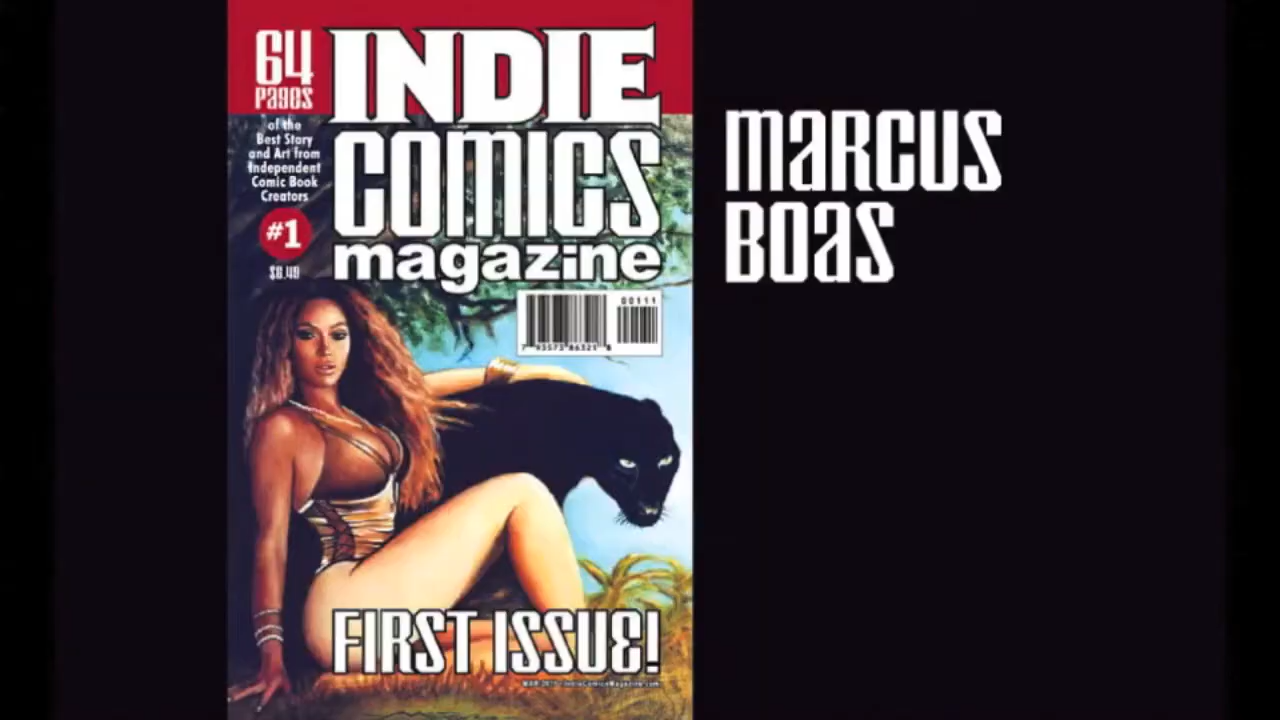 64
Pages
of the
Best Story
and Art from
Independent
Comic Book
Creators
#1
$6.49
INDIE
COMICS
magazine
00111
FIRST ISSUE!
MARCUS
BOAS